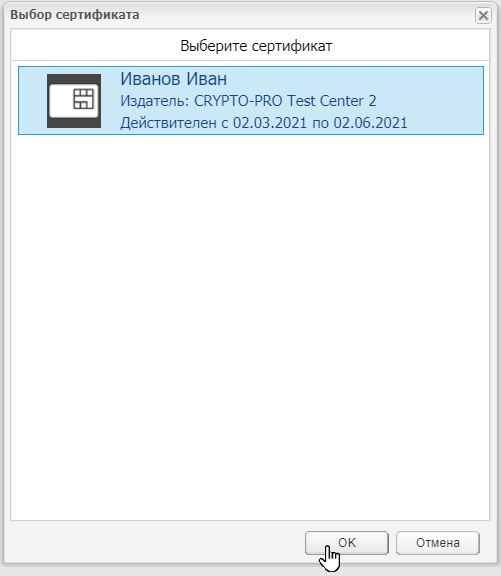 Выбор сертификата
Выберите сертификат
Иванов Иван
Издатель: CRYPTO-PRO Test Center 2
Действителен с 02.03.2021 по 02.06.2021
OK
Отмена